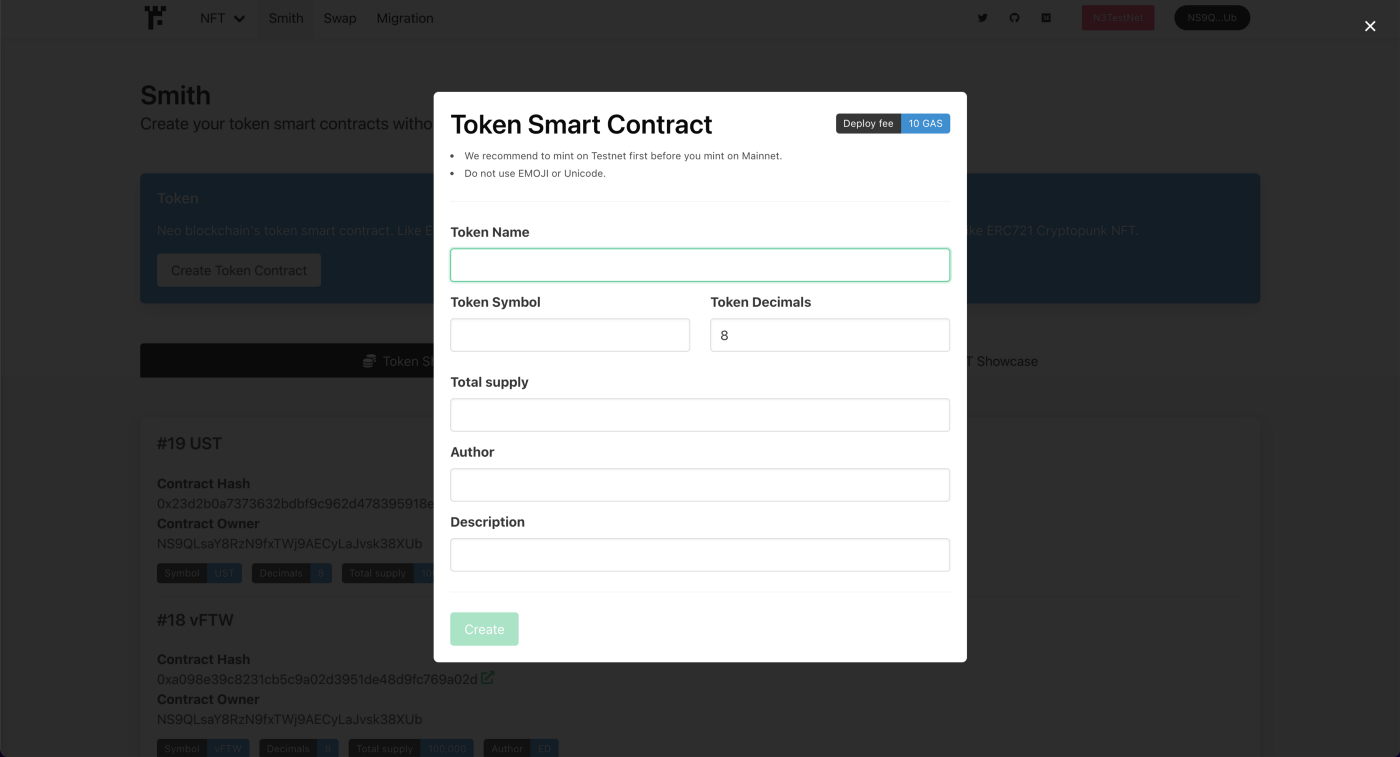 NFT Smith Swap Migration N3TestNet NS9Q...Ub
Smith
Create your token smart contracts witho
Token
Neo blockchain's token smart contract. Like E
ke ERC721 Cryptopunk NFT.
Create Token Contract
Token S
T Showcase
#19 UST
Contract Hash
0x23d2b0a7373632bdbf9c962d478395918e
Contract Owner
NS9QLsaY8RzN9fxTWj9AECyLaJvsk38XUb
Symbol UST Decimals 8 Total supply 10
#18 vFTW
Contract Hash
0xa098e39c8231cb5c9a02d3951de48d9fc769a02d
Contract Owner
NS9QLsaY8RzN9fxTWj9AECyLaJvsk38XUb
Symbol vFTW Decimals 8 Total supply 100,000 Author ED
Token Smart Contract
Deploy fee 10 GAS
• We recommend to mint on Testnet first before you mint on Mainnet.
• Do not use EMOJI or Unicode.
Token Name
Token Symbol Token Decimals
8
Total supply
Author
Description
Create